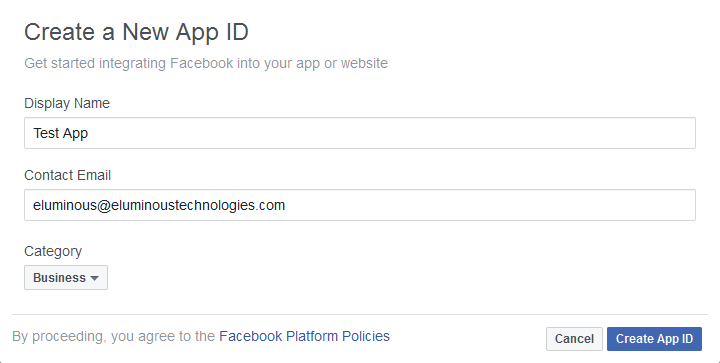 Create a New App ID
Get started integrating Facebook into your app or website
Display Name
Test App
Contact Email
eluminous@eluminoustechnologies.com
Category
Business
By proceeding, you agree to the Facebook Platform Policies
Cancel
Create App ID